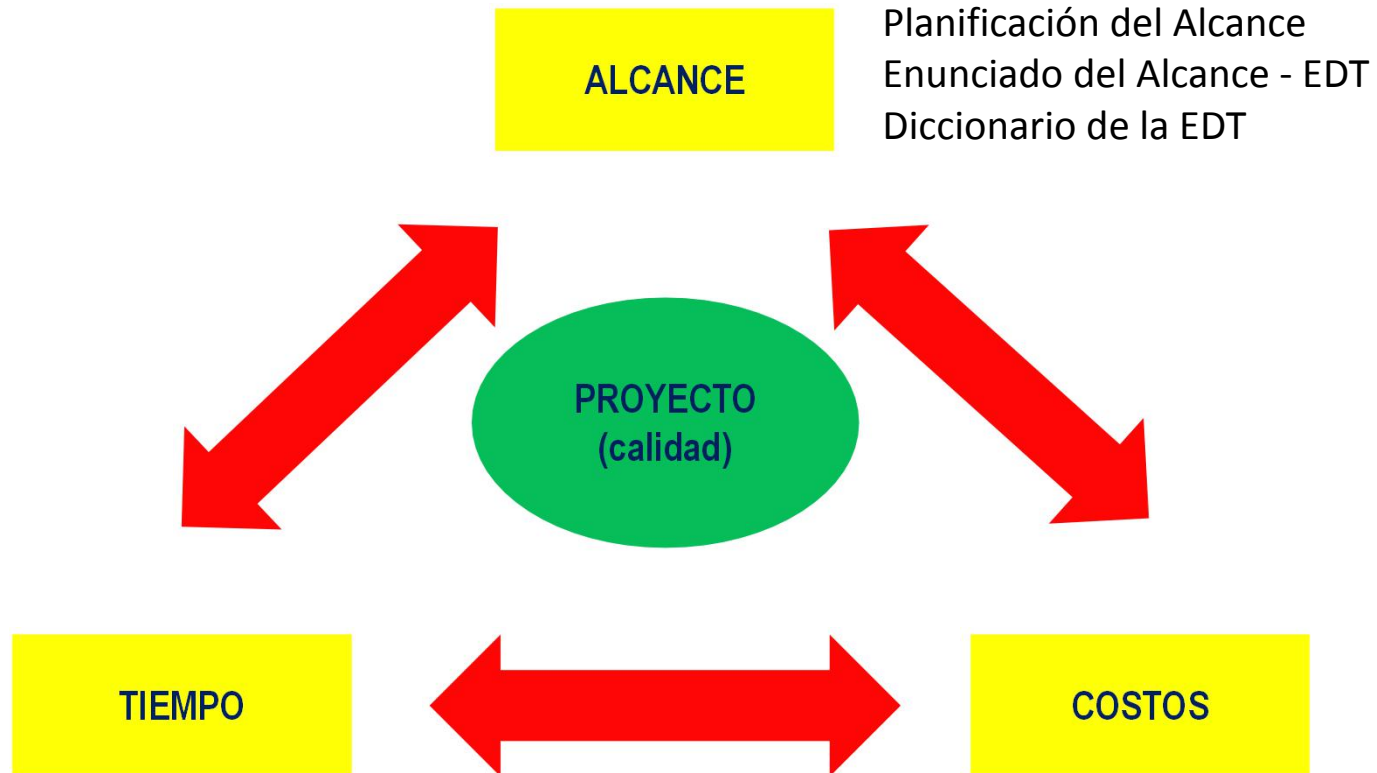 ALCANCE
Planificación del Alcance
Enunciado del Alcance - EDT
Diccionario de la EDT
PROYECTO
(calidad)
TIEMPO
COSTOS